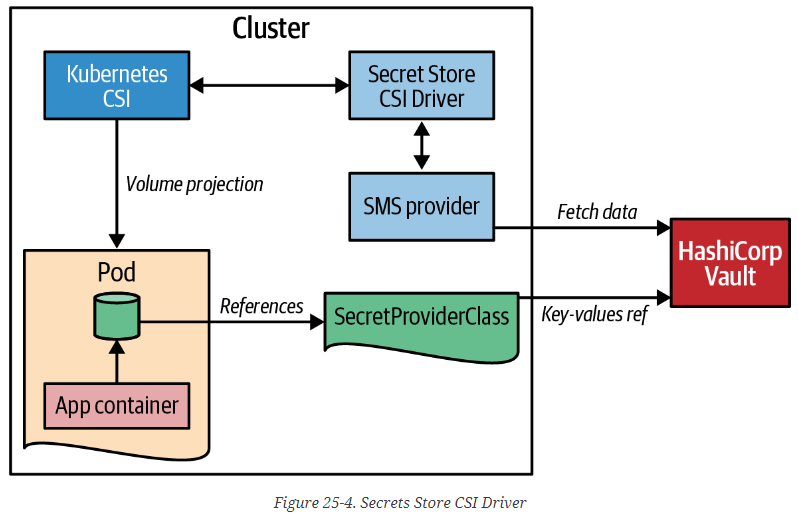 Cluster
Kubernetes
CSI
Secret Store
CSI Driver
Volume projection
SMS provider
Fetch data
HashiCorp
Vault
Pod
References
SecretProviderClass
Key-values ref
App container
Figure 25-4. Secrets Store CSI Driver